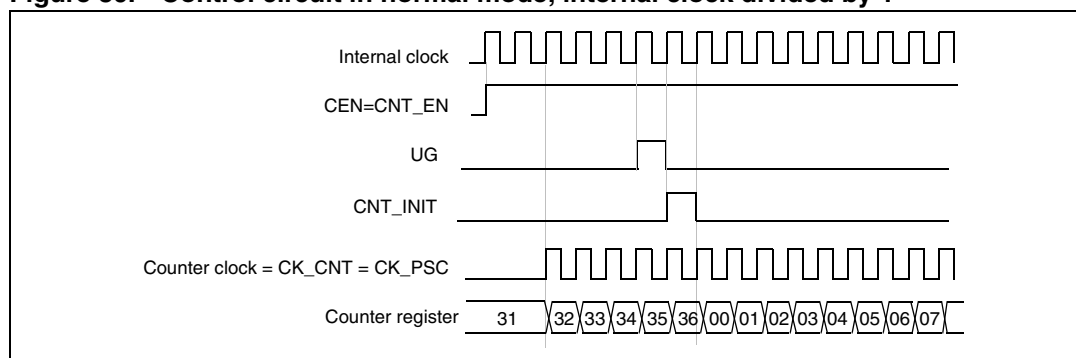 Figure 85. Control circuit in normal mode, internal clock divided by 1
Internal clock
CEN=CNT_EN
UG
CNT_INIT
Counter clock = CK_CNT = CK_PSC
Counter register 31 32 33 34 35 36 00 01 02 03 04 05 06 07